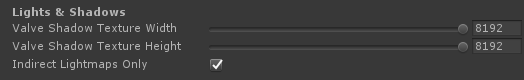 Lights & Shadows
Valve Shadow Texture Width 8192
Valve Shadow Texture Height 8192
Indirect Lightmaps Only